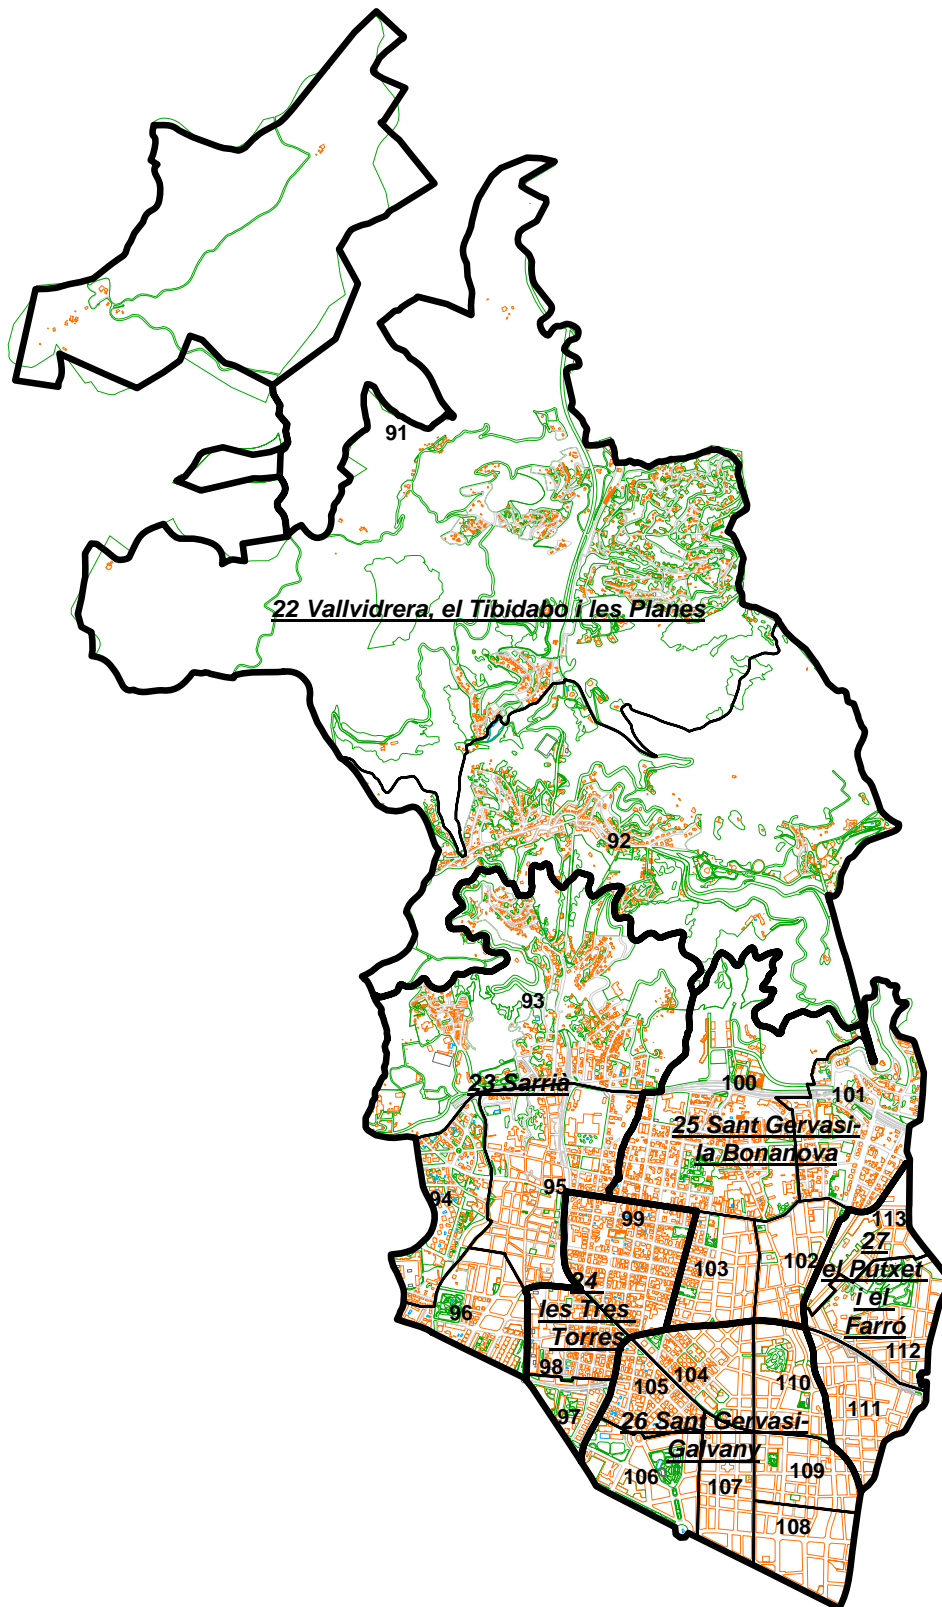 91
22 Vallvidrera, el Tibidabo i les Planes
92
93
23 Sarrià
100
101
25 Sant Gervasi-
la Bonanova
94
95
99
103
102
113
27
el Putxet
i el
Farró
24
les Tres
Torres
96
98
97
112
104
105
110
111
26 Sant Gervasi-
Galvany
106
107
109
108